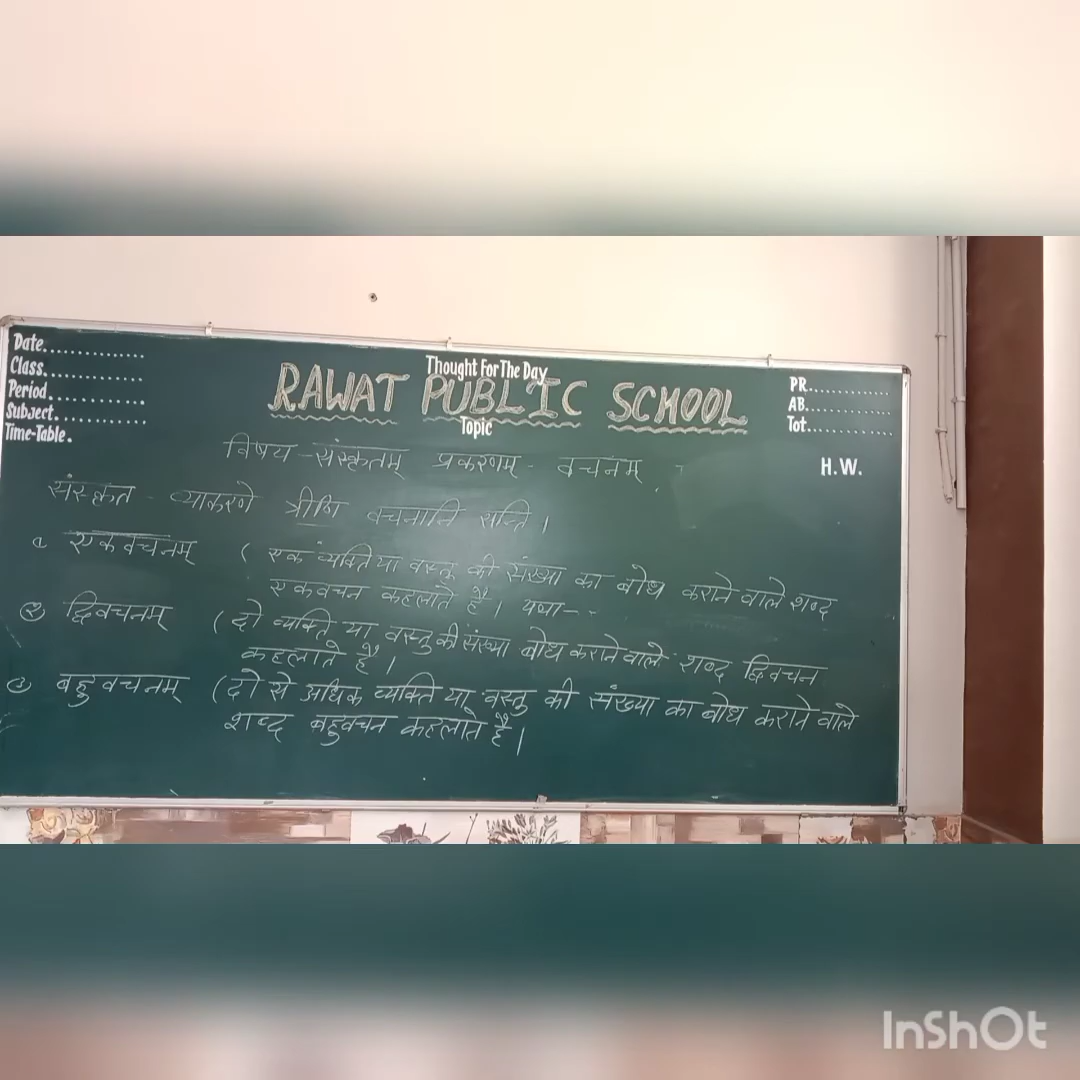 Date..............
Class.............
Period.............
Subject............
Time-Table.
Thought For The Day
RAWAT PUBLIC SCHOOL
Topic
PR............
AB.............
Tot.............
H.W.
विषय - संस्कृतम् प्रकरणम् - वचनम्
संस्कृत - व्याकरणे त्रीणि वचनानि सन्ति।
१ एकवचनम् ( एक व्यक्ति या वस्तु की संख्या का बोध कराने वाले शब्द
एकवचन कहलाते है। यथा--
② द्विवचनम् ( दो व्यक्ति या वस्तु की संख्या बोध कराने वाले शब्द द्विवचन
कहलाते है।
③ बहुवचनम् ( दो से अधिक व्यक्ति या वस्तु की संख्या का बोध कराने वाले
शब्द बहुवचन कहलाते है।
InShOt